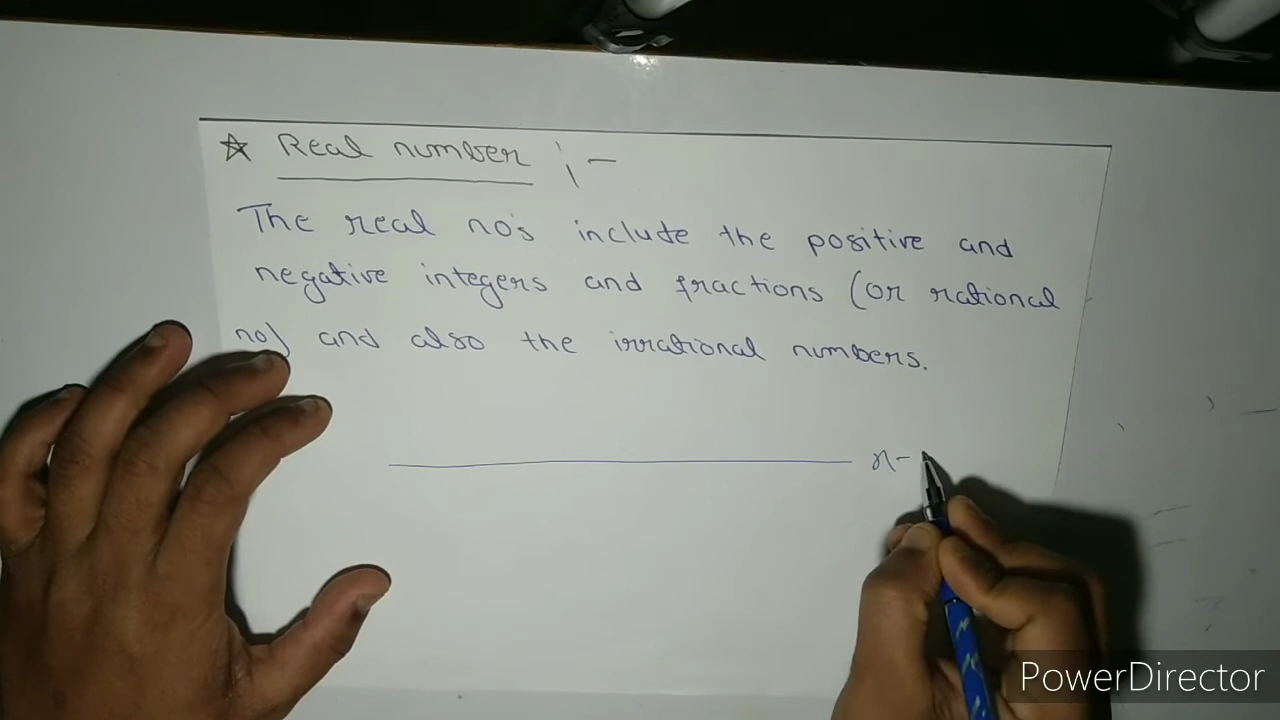 ☆ Real number :-
The real no's include the positive and
negative integers and fractions (or rational
no) and also the irrational numbers.
x-
PowerDirector